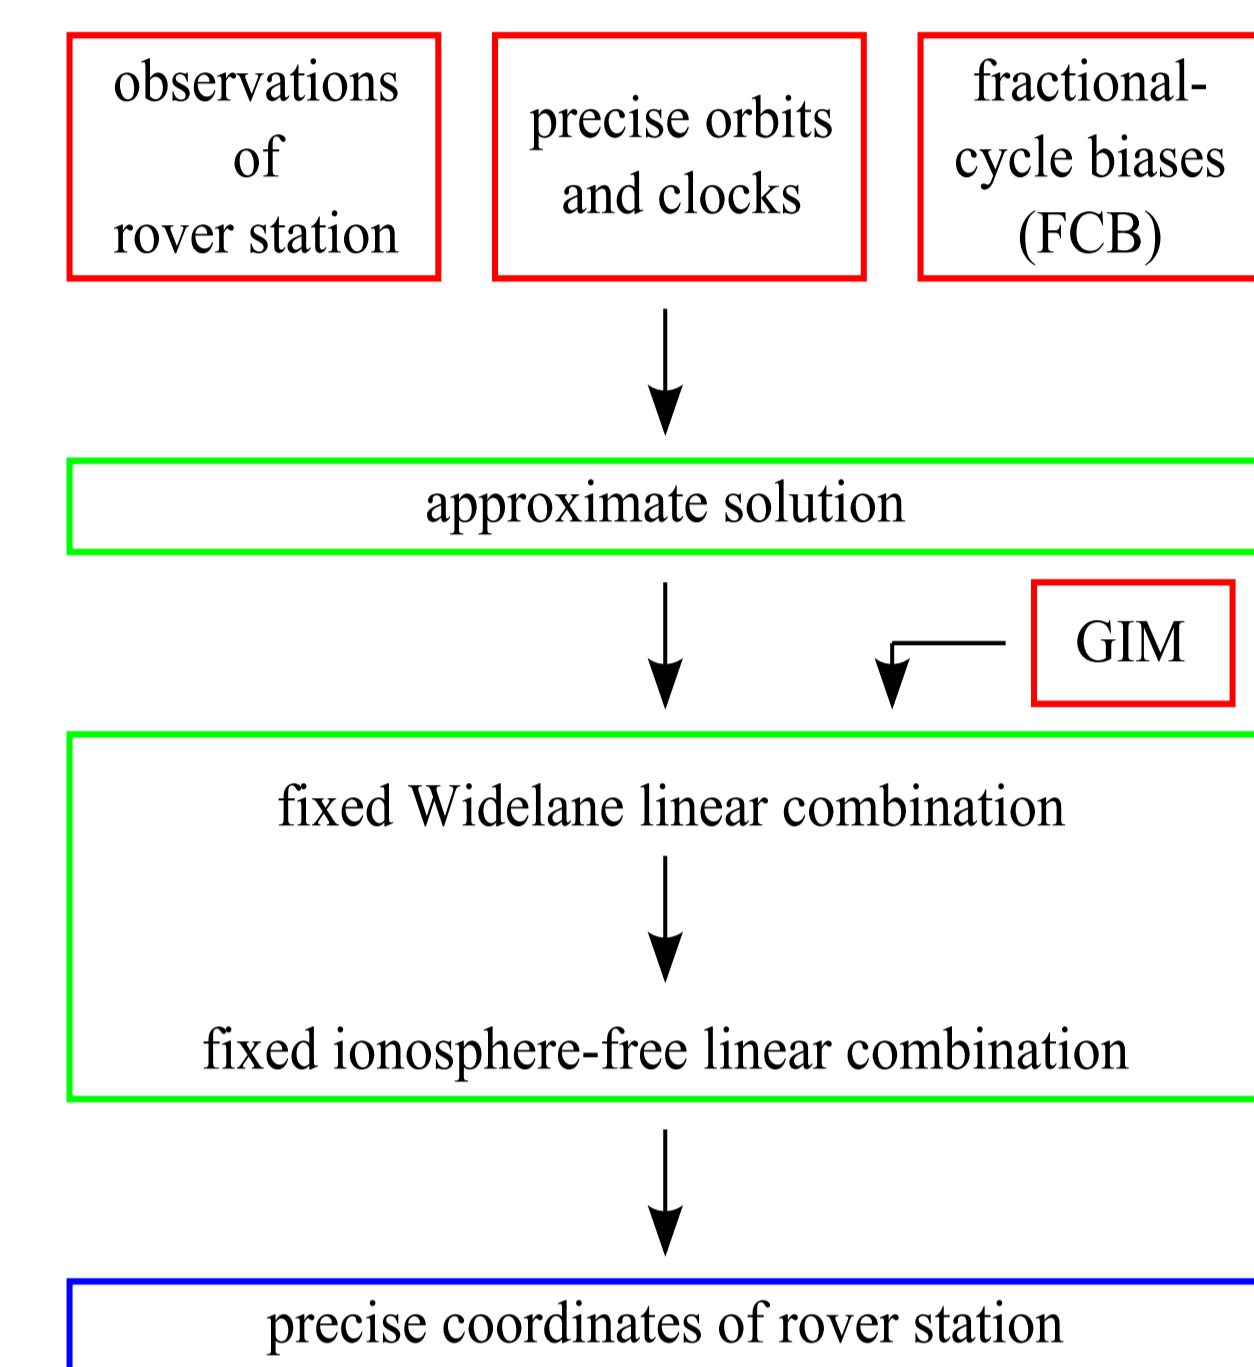 observations
of
rover station
precise orbits
and clocks
fractional-
cycle biases
(FCB)
approximate solution
GIM
fixed Widelane linear combination
fixed ionosphere-free linear combination
precise coordinates of rover station